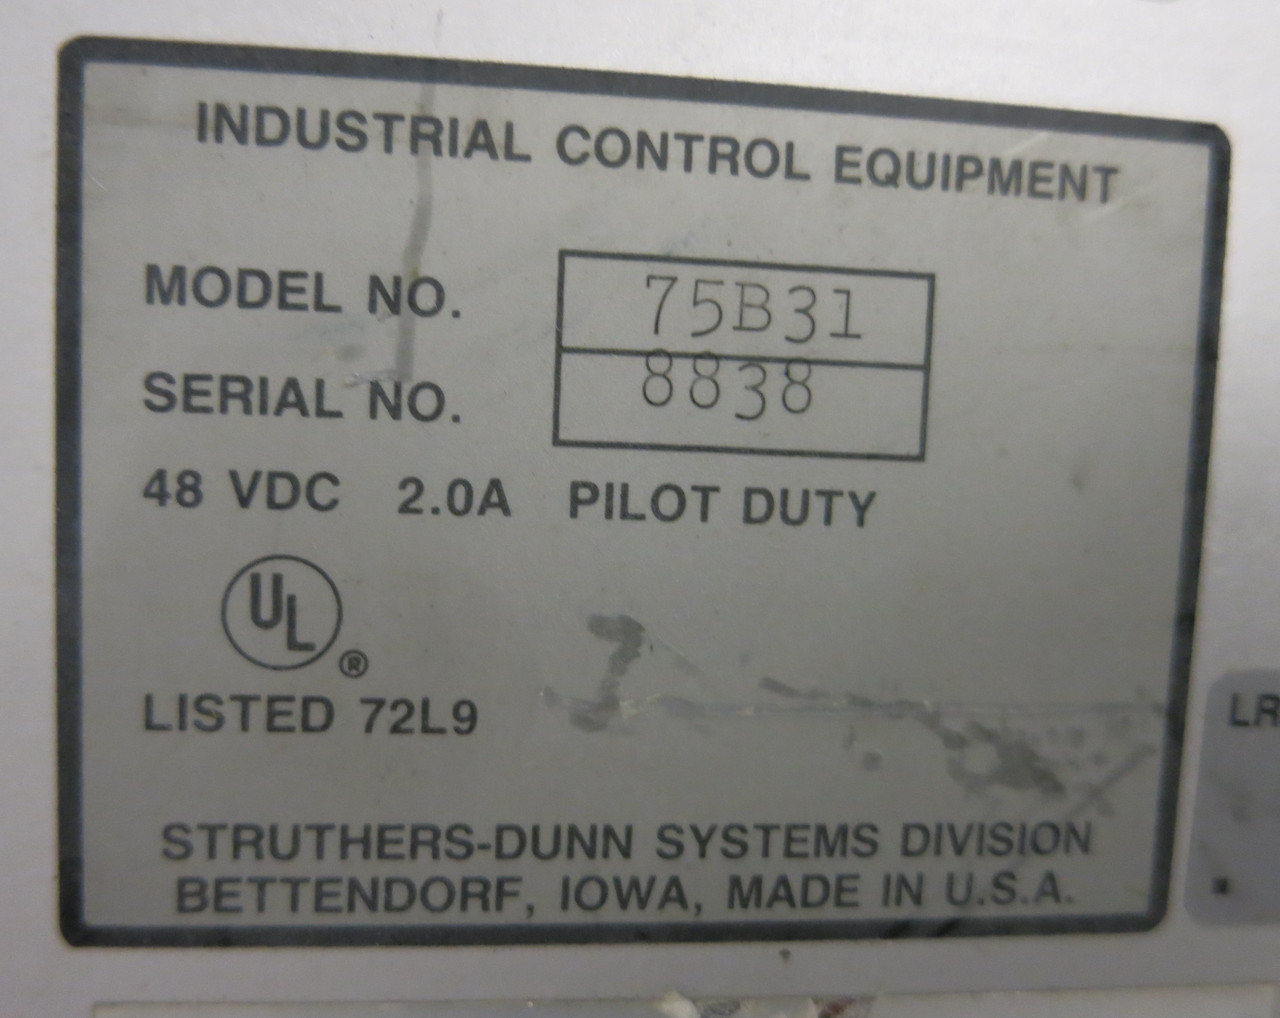 INDUSTRIAL CONTROL EQUIPMENT
MODEL NO. 75B31
SERIAL NO. 8838
48 VDC 2.0A PILOT DUTY
UL ®
LISTED 72L9
LR
STRUTHERS-DUNN SYSTEMS DIVISION
BETTENDORF, IOWA, MADE IN U.S.A.